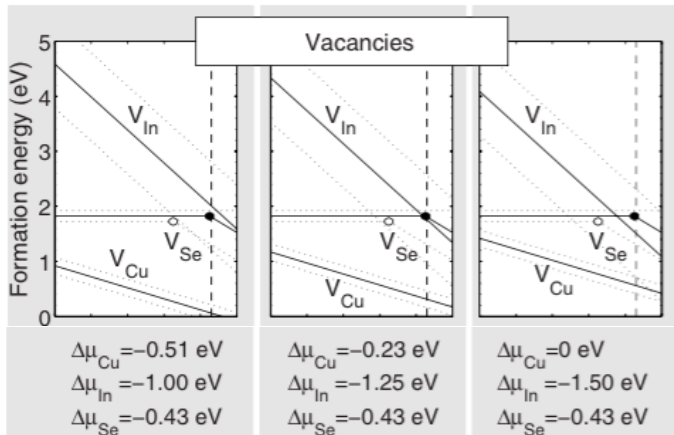 Vacancies
Formation energy (eV)
5
4
3
2
1
0
V_In
V_Se
V_Cu
V_In
V_Se
V_Cu
V_In
V_Se
V_Cu
Δμ_Cu=−0.51 eV
Δμ_In=−1.00 eV
Δμ_Se=−0.43 eV
Δμ_Cu=−0.23 eV
Δμ_In=−1.25 eV
Δμ_Se=−0.43 eV
Δμ_Cu=0 eV
Δμ_In=−1.50 eV
Δμ_Se=−0.43 eV